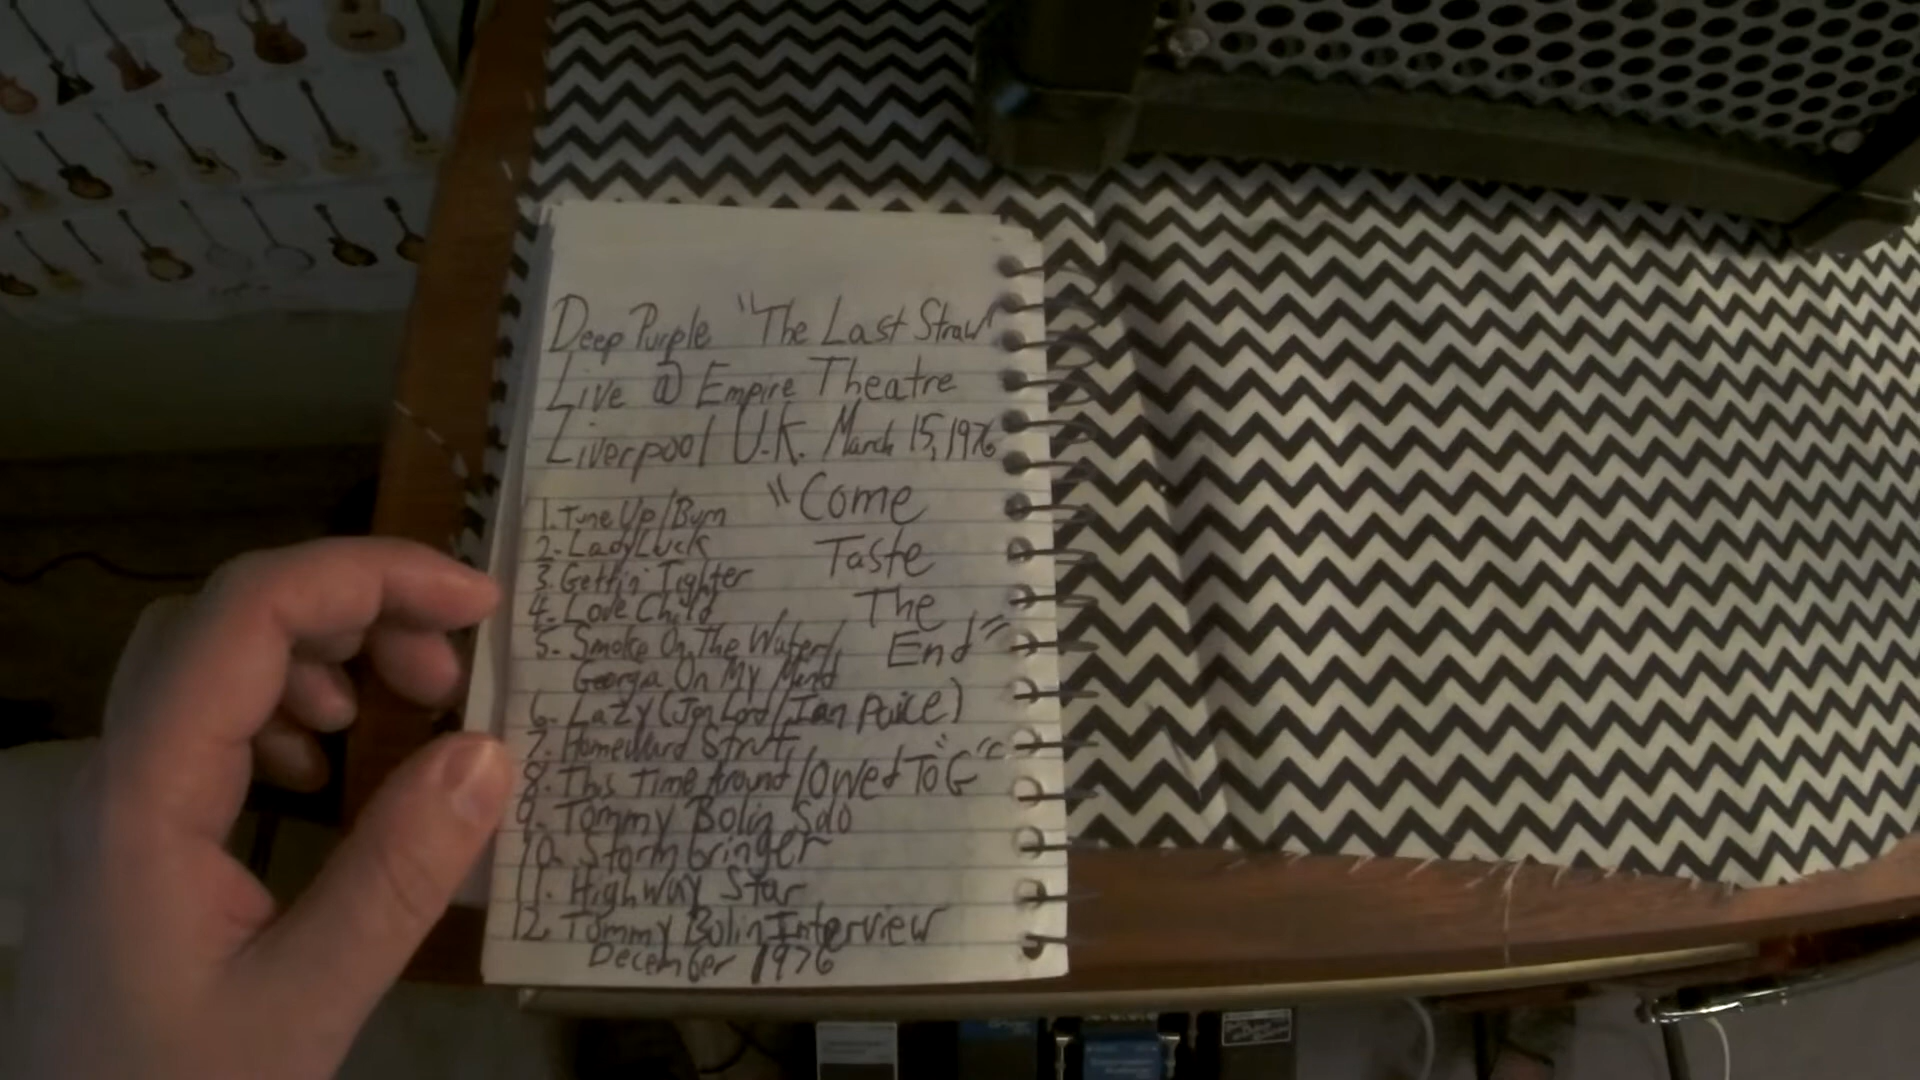 Deep Purple "The Last Straw"
Live @ Empire Theatre
Liverpool U.K. March 15, 1976
"Come
Taste
The
End"
1. Tune Up/Burn
2. Lady Luck
3. Gettin' Tighter
4. Love Child
5. Smoke On The Water/
Georgia On My Mind
6. Lazy (Jon Lord/Ian Paice)
7. Homeward Strut
8. This Time Around/Owed To "G"
9. Tommy Bolin Solo
10. Stormbringer
11. Highway Star
12. Tommy Bolin Interview
December 1976